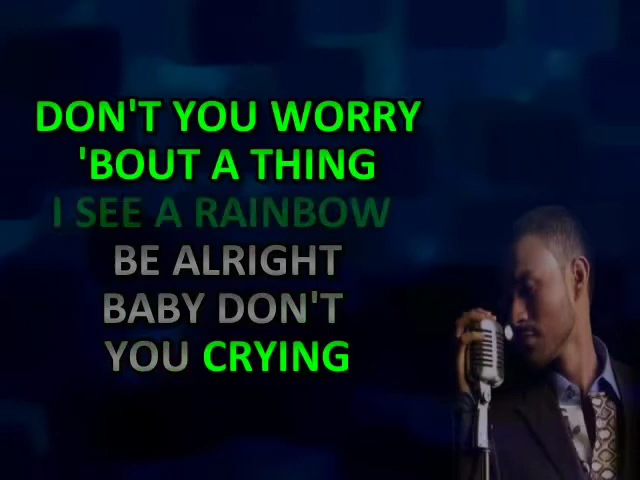 DON'T YOU WORRY
'BOUT A THING
I SEE A RAINBOW
BE ALRIGHT
BABY DON'T
YOU CRYING